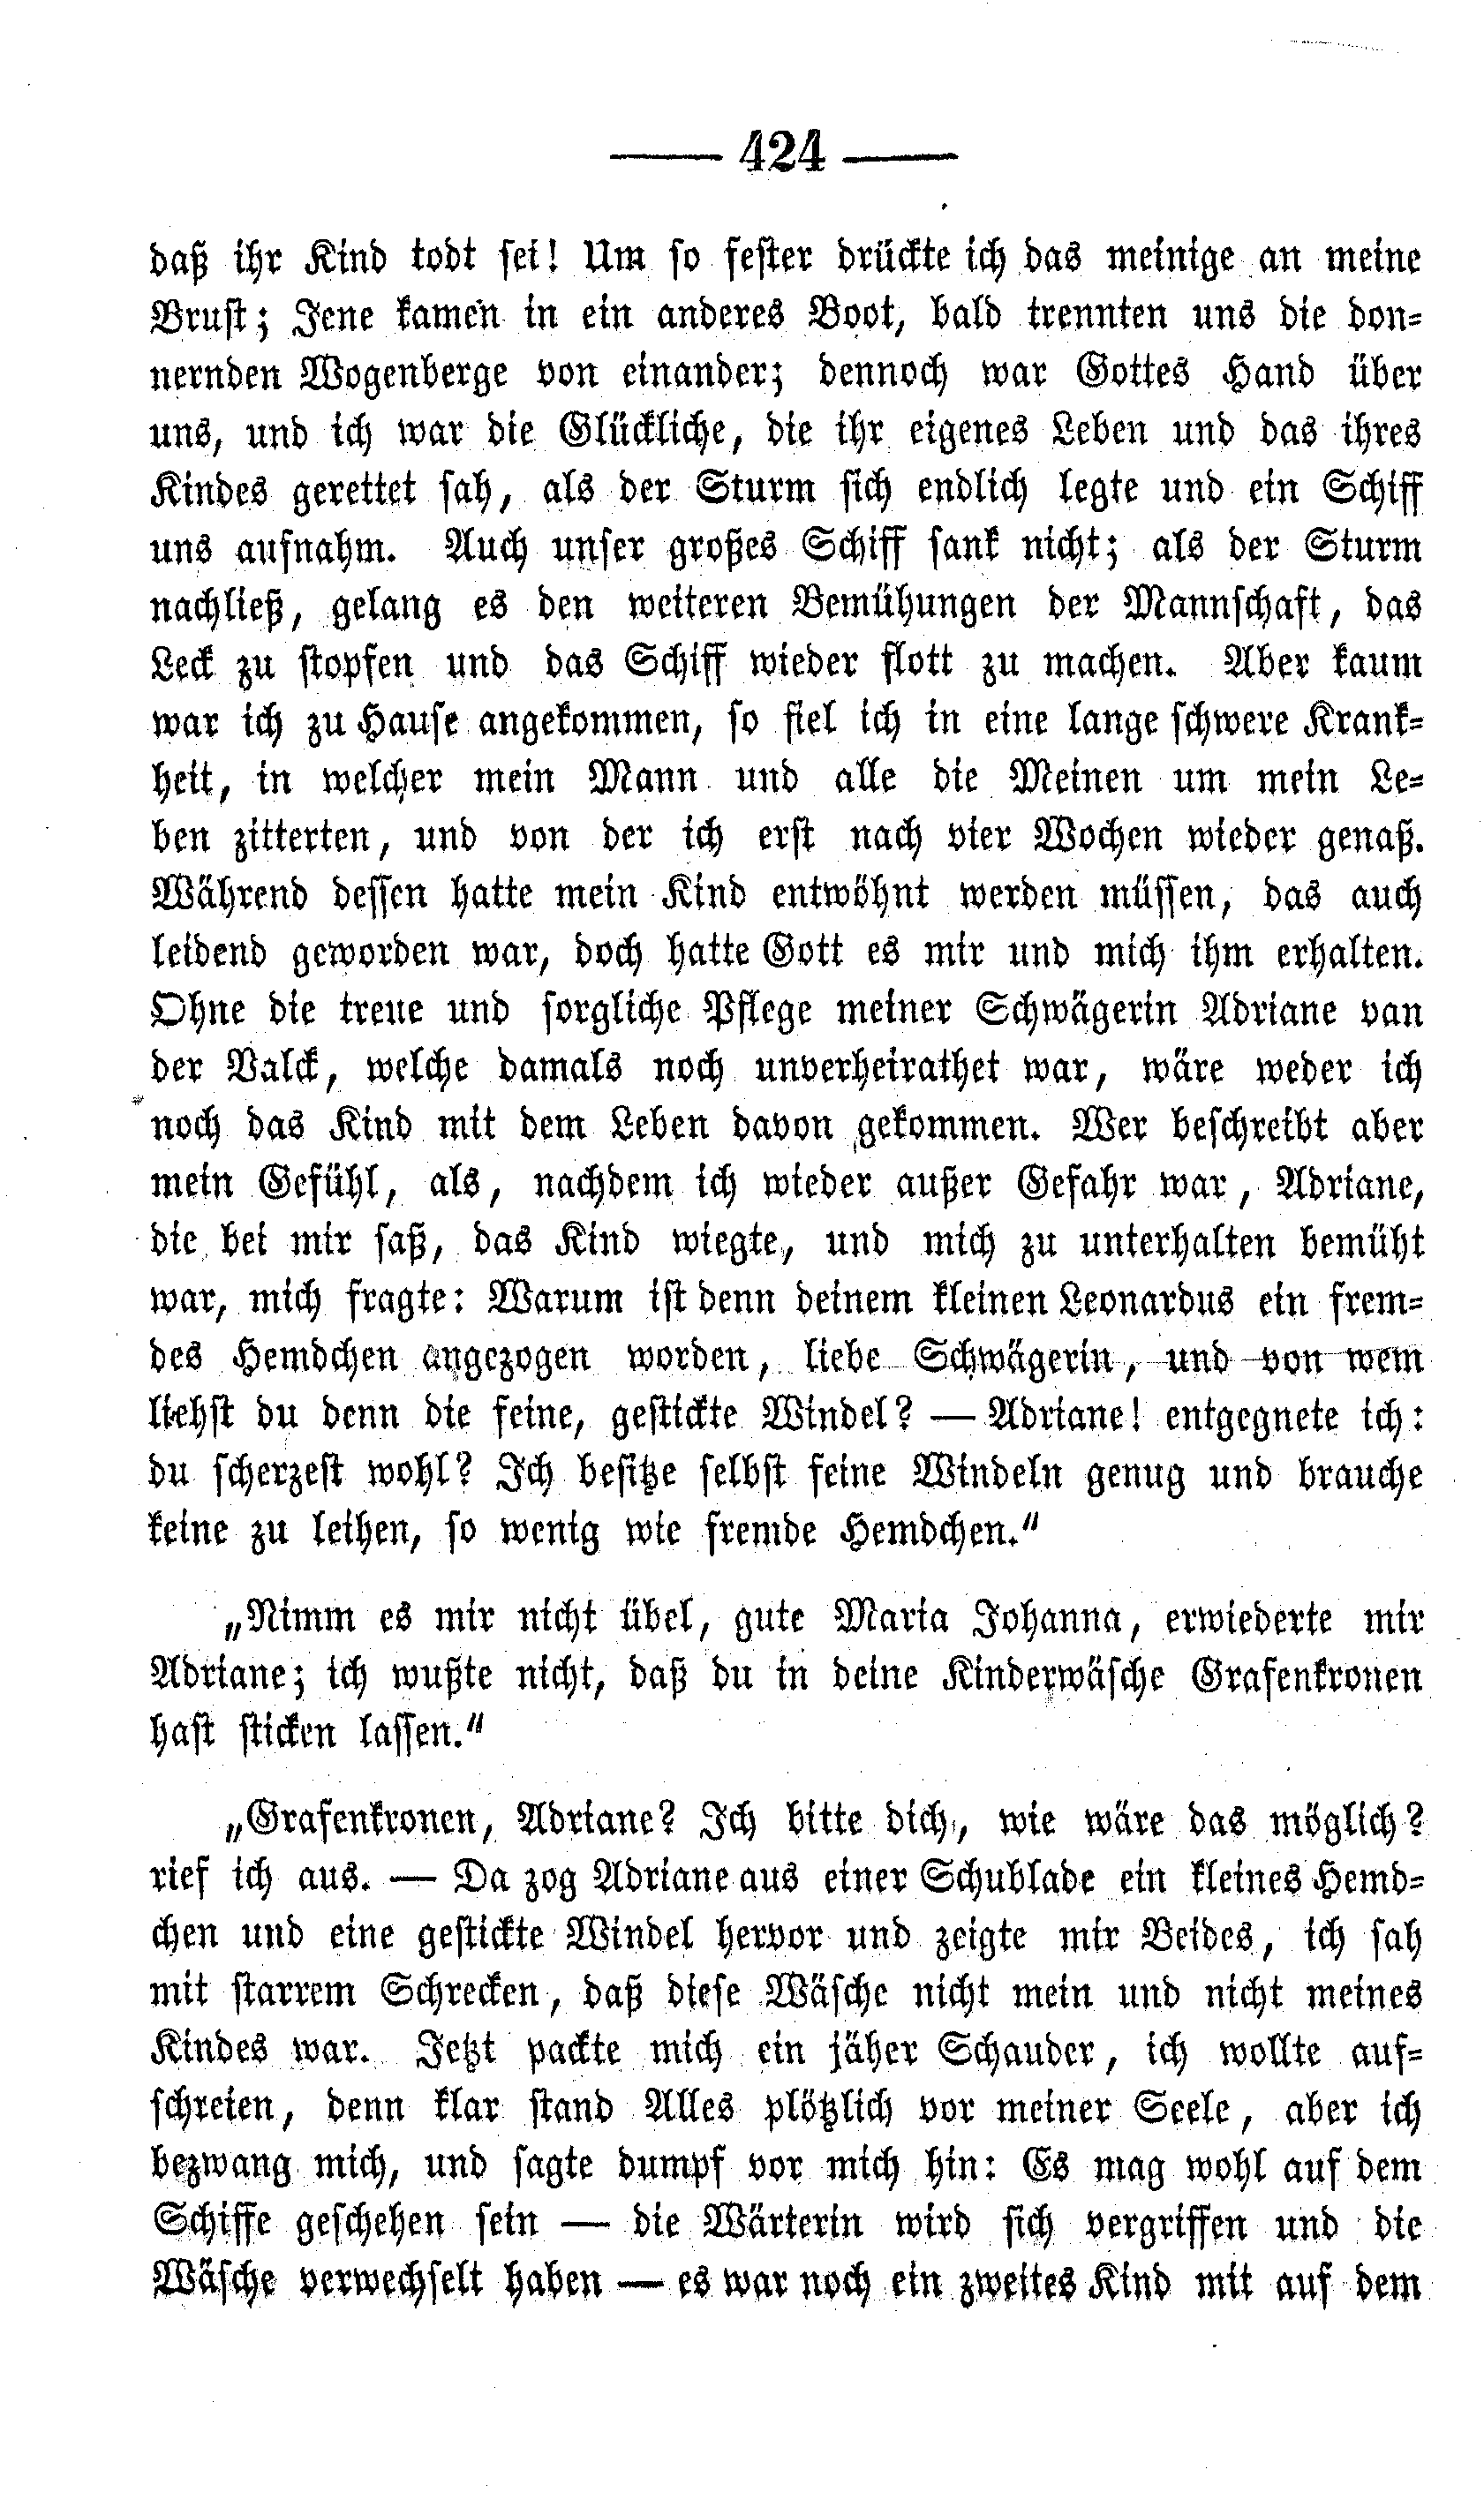 — 424 —
daß ihr Kind todt sei! Um so fester drückte ich das meinige an meine
Brust; Jene kamen in ein anderes Boot, bald trennten uns die don-
nernden Wogenberge von einander; dennoch war Gottes Hand über
uns, und ich war die Glückliche, die ihr eigenes Leben und das ihres
Kindes gerettet sah, als der Sturm sich endlich legte und ein Schiff
uns aufnahm. Auch unser großes Schiff sank nicht; als der Sturm
nachließ, gelang es den weiteren Bemühungen der Mannschaft, das
Leck zu stopfen und das Schiff wieder flott zu machen. Aber kaum
war ich zu Hause angekommen, so fiel ich in eine lange schwere Krank-
heit, in welcher mein Mann und alle die Meinen um mein Le-
ben zitterten, und von der ich erst nach vier Wochen wieder genaß.
Während dessen hatte mein Kind entwöhnt werden müssen, das auch
leidend geworden war, doch hatte Gott es mir und mich ihm erhalten.
Ohne die treue und sorgliche Pflege meiner Schwägerin Adriane van
der Valck, welche damals noch unverheirathet war, wäre weder ich
noch das Kind mit dem Leben davon gekommen. Wer beschreibt aber
mein Gefühl, als, nachdem ich wieder außer Gefahr war, Adriane,
die bei mir saß, das Kind wiegte, und mich zu unterhalten bemüht
war, mich fragte: Warum ist denn deinem kleinen Leonardus ein frem-
des Hemdchen angezogen worden, liebe Schwägerin, und von wem
liehst du denn die feine, gestickte Windel? — Adriane! entgegnete ich:
du scherzest wohl? Ich besitze selbst feine Windeln genug und brauche
keine zu leihen, so wenig wie fremde Hemdchen.“
„Nimm es mir nicht übel, gute Maria Johanna, erwiederte mir
Adriane; ich wußte nicht, daß du in deine Kinderwäsche Grafenkronen
hast sticken lassen.“
„Grafenkronen, Adriane? Ich bitte dich, wie wäre das möglich?
rief ich aus. — Da zog Adriane aus einer Schublade ein kleines Hemd-
chen und eine gestickte Windel hervor und zeigte mir Beides, ich sah
mit starrem Schrecken, daß diese Wäsche nicht mein und nicht meines
Kindes war. Jetzt packte mich ein jäher Schauder, ich wollte auf-
schreien, denn klar stand Alles plötzlich vor meiner Seele, aber ich
bezwang mich, und sagte dumpf vor mich hin: Es mag wohl auf dem
Schiffe geschehen sein — die Wärterin wird sich vergriffen und die
Wäsche verwechselt haben — es war noch ein zweites Kind mit auf dem